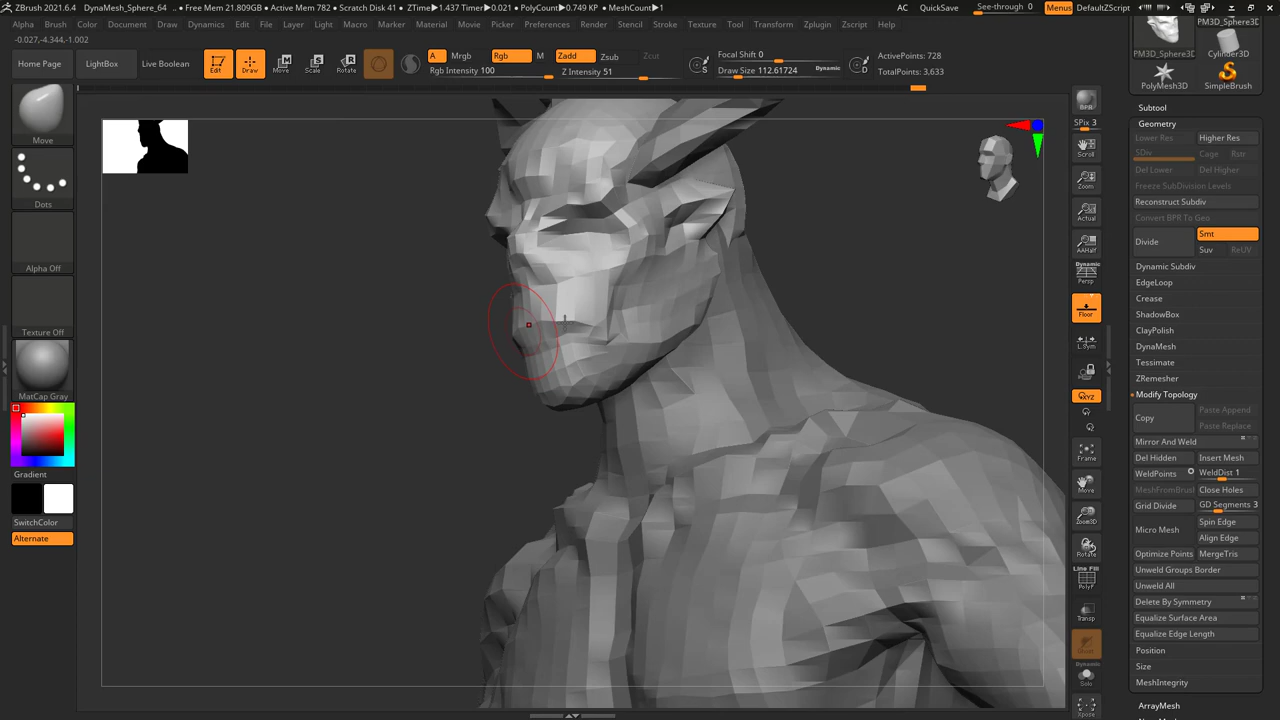 ZBrush 2021.6.4 DynaMesh_Sphere_64 .. • Free Mem 21.809GB • Active Mem 782 • Scratch Disk 41 • ZTime▸1.437 Timer▸0.021 • PolyCount▸0.749 KP • MeshCount▸1 AC QuickSave See-through 0 Menus DefaultZScript
Alpha Brush Color Document Draw Dynamics Edit File Layer Light Macro Marker Material Movie Picker Preferences Render Stencil Stroke Texture Tool Transform Zplugin Zscript Help
-0.027,-4.344,-1.002
Home Page LightBox Live Boolean Edit Draw Move Scale Rotate
A Mrgb Rgb M Zadd Zsub Zcut
Rgb Intensity 100 Z Intensity 51
Focal Shift 0
Draw Size 112.61724 Dynamic
S D
ActivePoints: 728
TotalPoints: 3,633
Move
Dots
Alpha Off
Texture Off
MatCap Gray
Gradient
SwitchColor
Alternate
BPR
SPix 3
Scroll
Zoom
Actual
AAHalf
Dynamic
Persp
Floor
L.Sym
XYZ
Frame
Move
Zoom3D
Rotate
Line Fill
PolyF
Transp
Ghost
Dynamic
Solo
Xpose
PM3D_Sphere3D
PM3D_Sphere3D Cylinder3D
PolyMesh3D SimpleBrush
Subtool
Geometry
Lower Res Higher Res
SDiv Cage Rstr
Del Lower Del Higher
Freeze SubDivision Levels
Reconstruct Subdiv
Convert BPR To Geo
Divide Smt
Suv ReUV
Dynamic Subdiv
EdgeLoop
Crease
ShadowBox
ClayPolish
DynaMesh
Tessimate
ZRemesher
Modify Topology
Copy Paste Append
Paste Replace
Mirror And Weld
Del Hidden Insert Mesh
WeldPoints WeldDist 1
MeshFromBrush Close Holes
Grid Divide GD Segments 3
Micro Mesh Spin Edge
Align Edge
Optimize Points MergeTris
Unweld Groups Border
Unweld All
Delete By Symmetry
Equalize Surface Area
Equalize Edge Length
Position
Size
MeshIntegrity
ArrayMesh